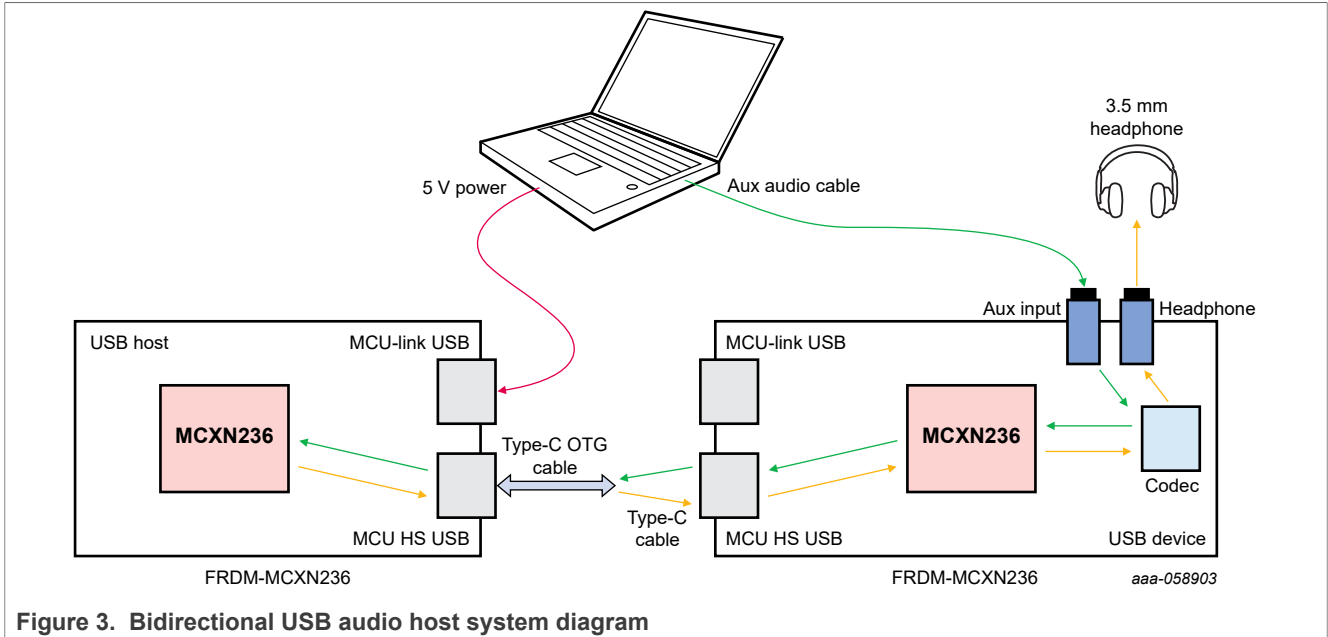 3.5 mm
headphone
5 V power
Aux audio cable
Aux input
Headphone
USB host
MCU-link USB
MCU-link USB
MCXN236
MCXN236
Type-C OTG
cable
Codec
Type-C
cable
MCU HS USB
MCU HS USB
USB device
FRDM-MCXN236
FRDM-MCXN236
aaa-058903
Figure 3. Bidirectional USB audio host system diagram